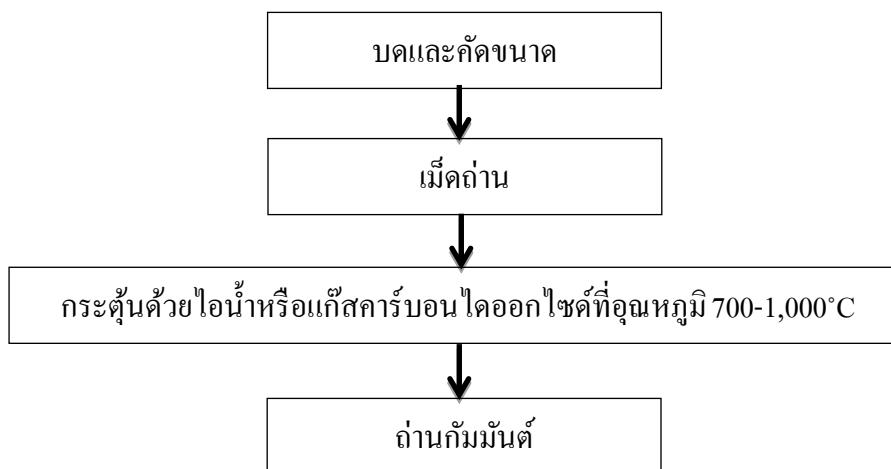 บดและคัดขนาด
เม็ดถ่าน
กระตุ้นด้วยไอน้ำหรือแก๊สคาร์บอนไดออกไซด์ที่อุณหภูมิ 700-1,000˚C
ถ่านกัมมันต์